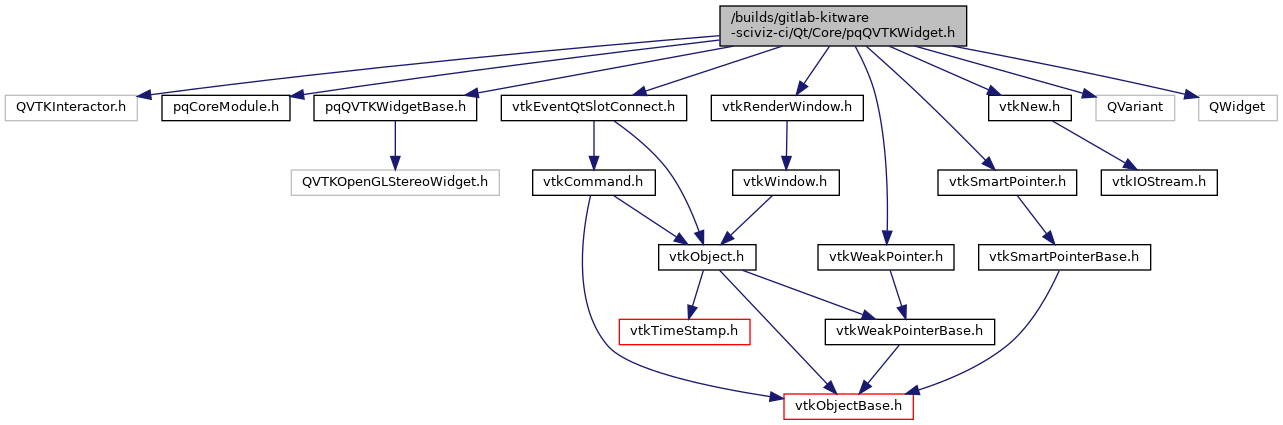 /builds/gitlab-kitware
-sciviz-ci/Qt/Core/pqQVTKWidget.h
QVTKInteractor.h
pqCoreModule.h
pqQVTKWidgetBase.h
vtkEventQtSlotConnect.h
vtkRenderWindow.h
vtkNew.h
QVariant
QWidget
QVTKOpenGLStereoWidget.h
vtkCommand.h
vtkWindow.h
vtkSmartPointer.h
vtkIOStream.h
vtkObject.h
vtkWeakPointer.h
vtkSmartPointerBase.h
vtkTimeStamp.h
vtkWeakPointerBase.h
vtkObjectBase.h